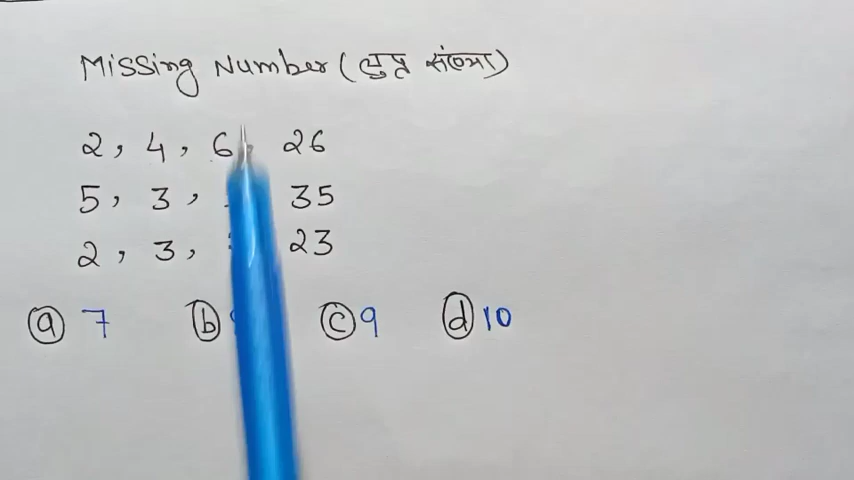 Missing Number (लुप्त संख्या)
2, 4, 6, 26
5, 3, 35
2, 3, 23
(a) 7 (b) (c) 9 (d) 10